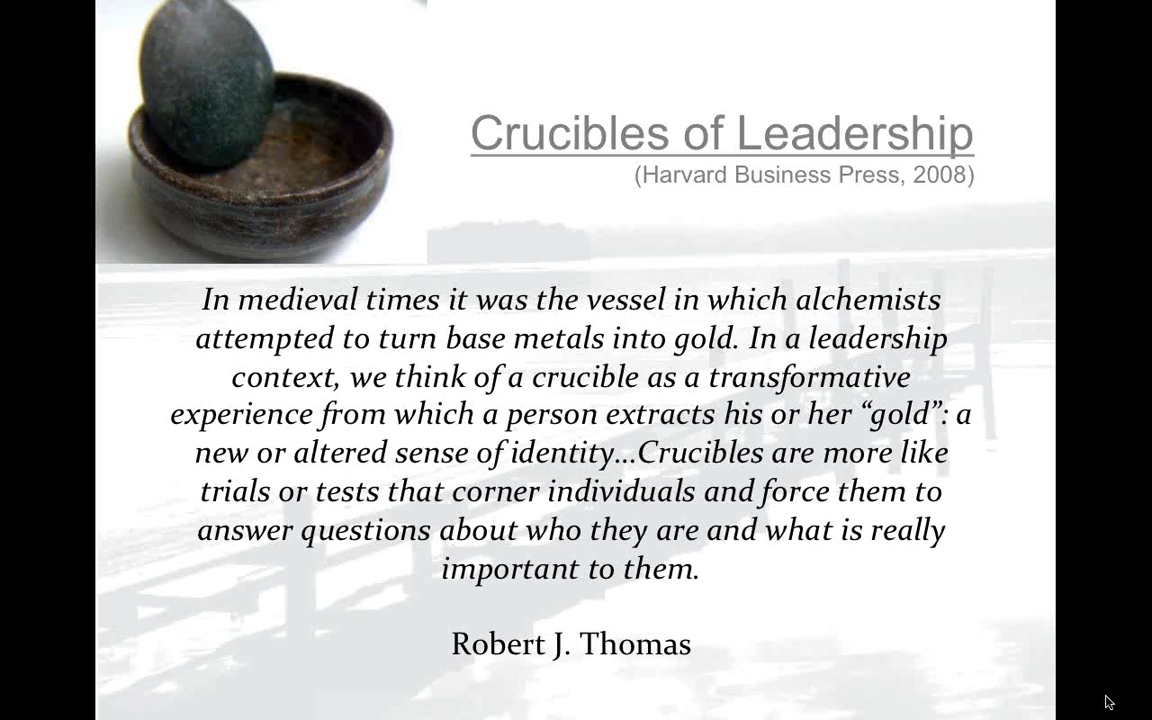 Crucibles of Leadership
(Harvard Business Press, 2008)
In medieval times it was the vessel in which alchemists
attempted to turn base metals into gold. In a leadership
context, we think of a crucible as a transformative
experience from which a person extracts his or her “gold”: a
new or altered sense of identity…Crucibles are more like
trials or tests that corner individuals and force them to
answer questions about who they are and what is really
important to them.
Robert J. Thomas